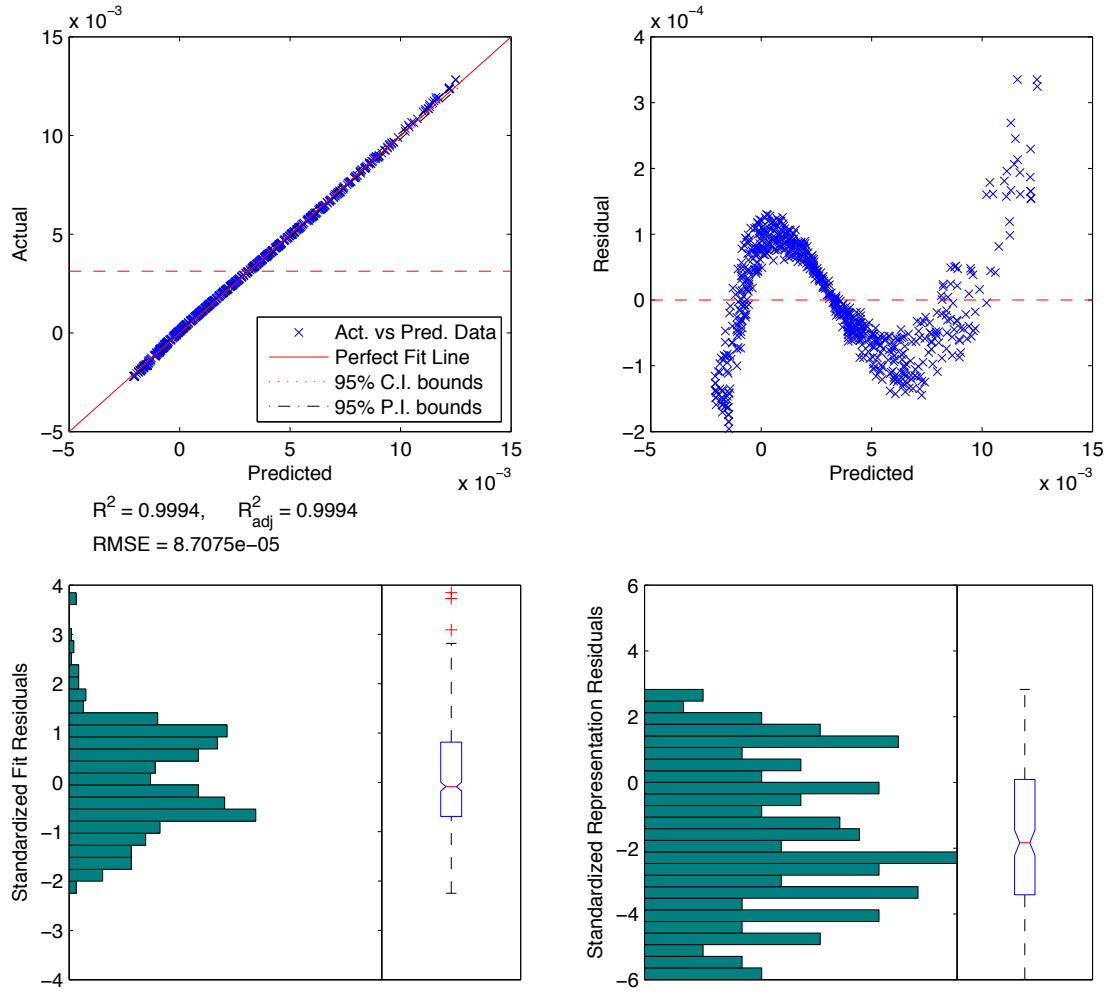 x 10⁻³
15
10
5
0
−5
Actual
−5 0 5 10 15
Predicted
x 10⁻³
× Act. vs Pred. Data
Perfect Fit Line
95% C.I. bounds
95% P.I. bounds
x 10⁻⁴
4
3
2
1
0
−1
−2
Residual
−5 0 5 10 15
Predicted
x 10⁻³
R² = 0.9994, R²adj = 0.9994
RMSE = 8.7075e−05
4
3
2
1
0
−1
−2
−3
−4
Standardized Fit Residuals
6
4
2
0
−2
−4
−6
Standardized Representation Residuals